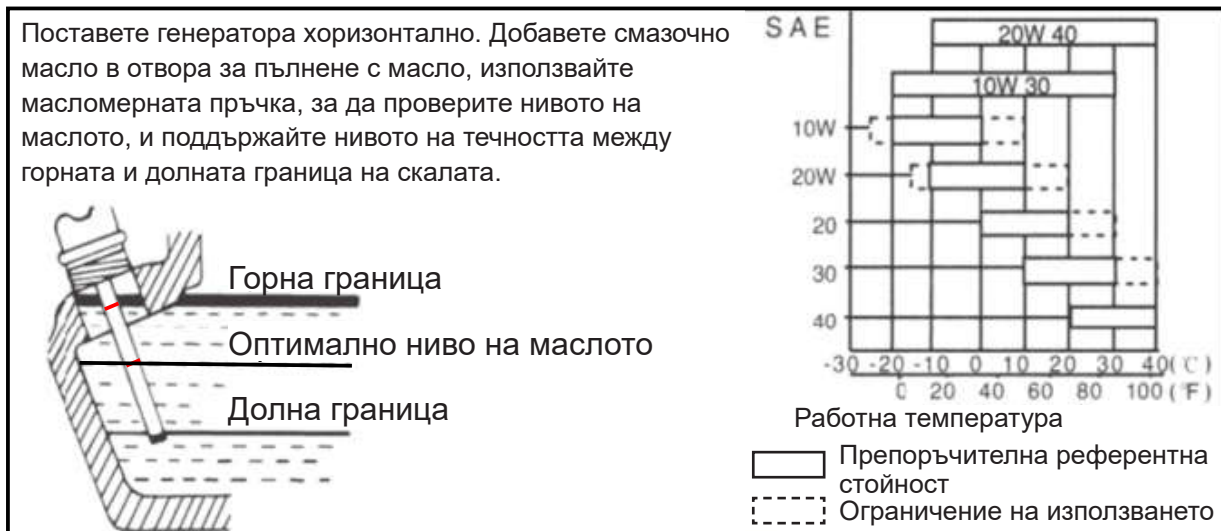 Поставете генератора хоризонтално. Добавете смазочно
масло в отвора за пълнене с масло, използвайте
масломерната пръчка, за да проверите нивото на
маслото, и поддържайте нивото на течността между
горната и долната граница на скалата.
Горна граница
Оптимално ниво на маслото
Долна граница
SAE
20W 40
10W 30
10W
20W
20
30
40
-30 -20 -10 0 10 20 30 40(℃)
0 20 40 60 80 100 (°F)
Работна температура
Препоръчителна референтна
стойност
Ограничение на използването